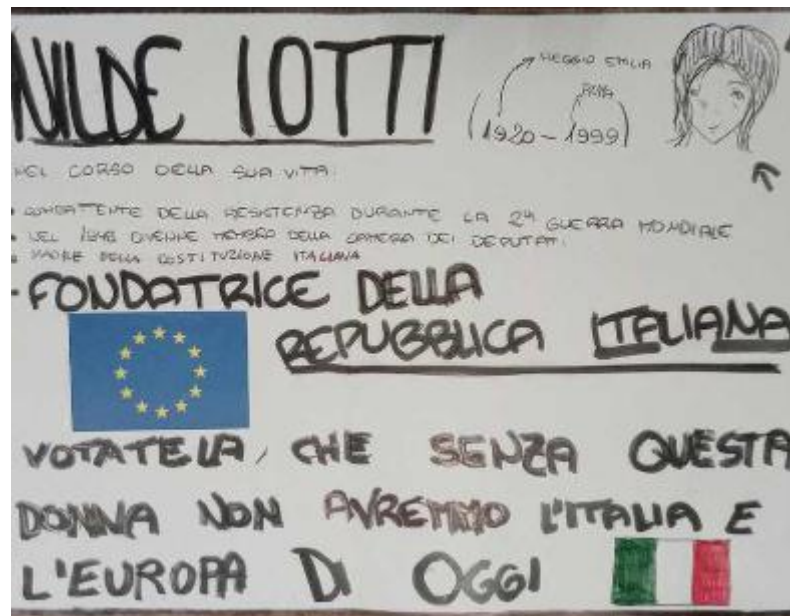 NILDE IOTTI
REGGIO EMILIA
ROMA
(1920 - 1999)
NEL CORSO DELLA SUA VITA:
• COMBATTENTE DELLA RESISTENZA DURANTE LA 2ª GUERRA MONDIALE
• NEL 1948 DIVENNE MEMBRO DELLA CAMERA DEI DEPUTATI
• MADRE DELLA COSTITUZIONE ITALIANA
- FONDATRICE DELLA
REPUBBLICA ITALIANA
VOTATELA, CHE SENZA QUESTA
DONNA NON AVREMMO L'ITALIA E
L'EUROPA DI OGGI